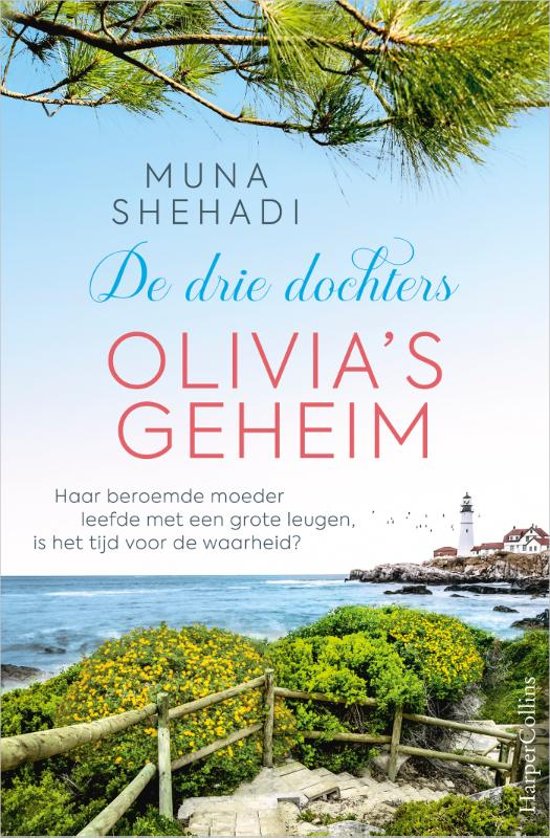 MUNA
SHEHADI
De drie dochters
OLIVIA'S
GEHEIM
Haar beroemde moeder
leefde met een grote leugen,
is het tijd voor de waarheid?
HarperCollins